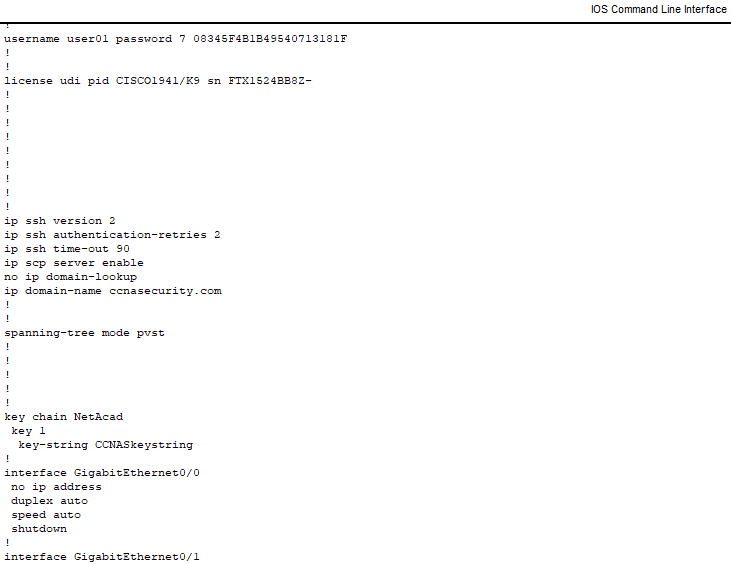 IOS Command Line Interface
!
username user01 password 7 08345F4B1B49540713181F
!
!
license udi pid CISCO1941/K9 sn FTX1524BB8Z-
!
!
!
!
!
!
!
!
!
ip ssh version 2
ip ssh authentication-retries 2
ip ssh time-out 90
ip scp server enable
no ip domain-lookup
ip domain-name ccnasecurity.com
!
!
spanning-tree mode pvst
!
!
!
!
!
key chain NetAcad
 key 1
  key-string CCNASkeystring
!
interface GigabitEthernet0/0
 no ip address
 duplex auto
 speed auto
 shutdown
!
interface GigabitEthernet0/1